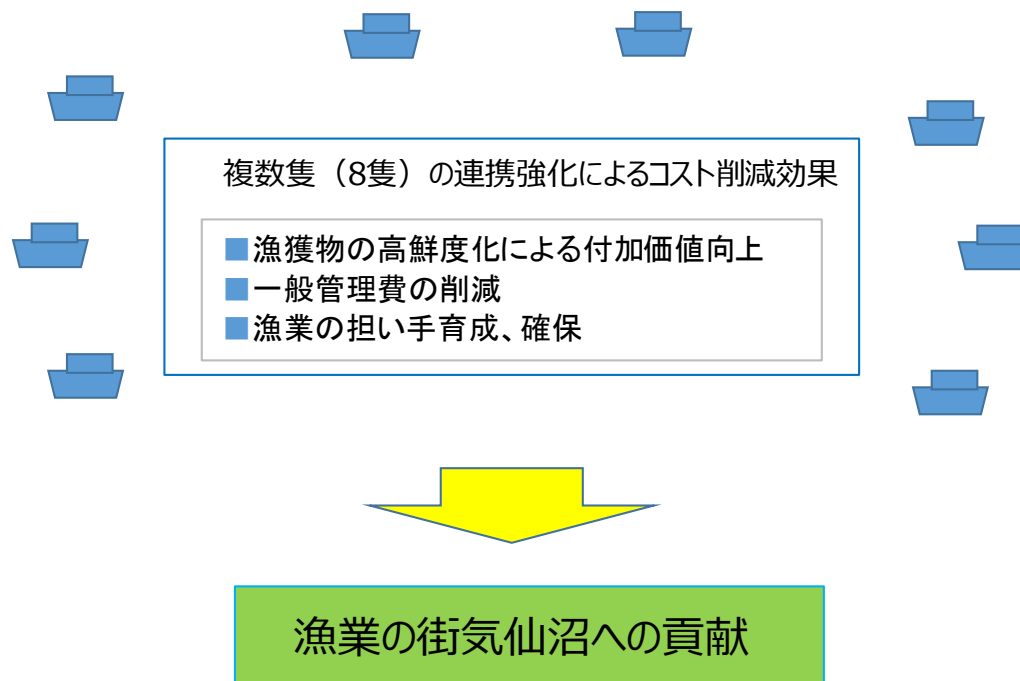 複数隻（8隻）の連携強化によるコスト削減効果
■漁獲物の高鮮度化による付加価値向上
■一般管理費の削減
■漁業の担い手育成、確保
漁業の街気仙沼への貢献